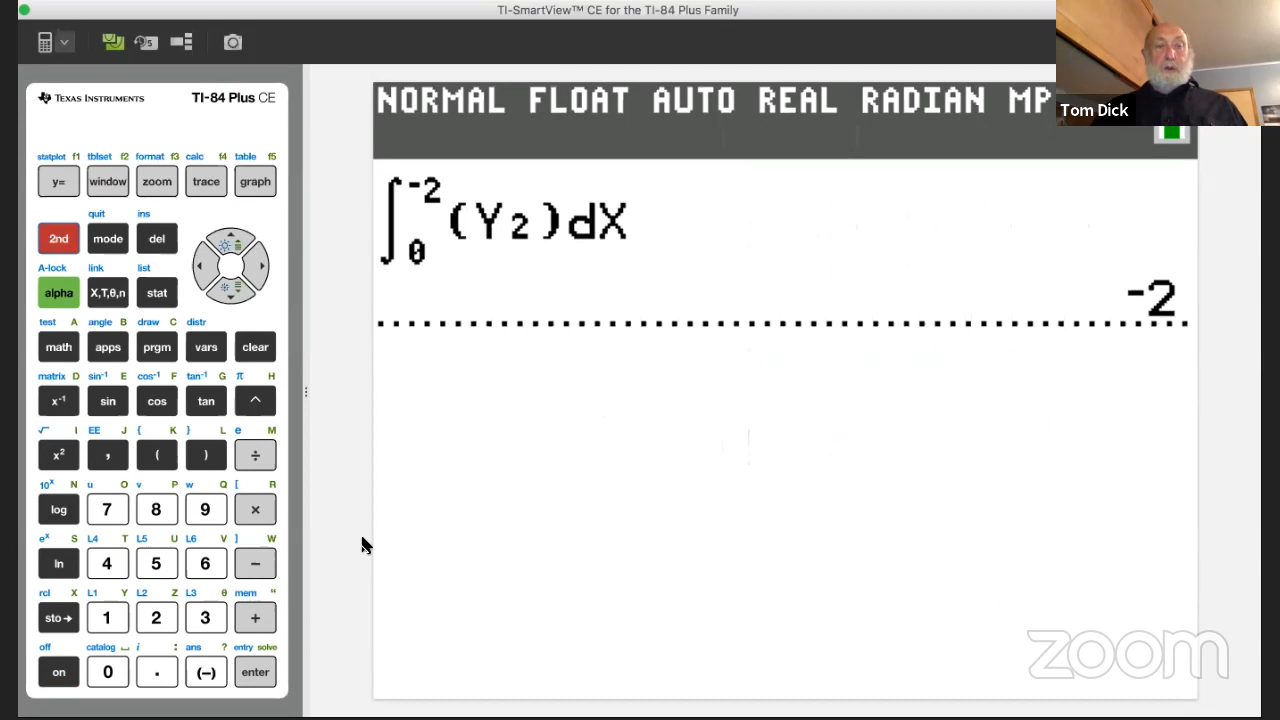 TI-SmartView™ CE for the TI-84 Plus Family
NORMAL FLOAT AUTO REAL RADIAN MP
Tom Dick
∫ -2 0 (Y2)dX
-2
TEXAS INSTRUMENTS TI-84 Plus CE
statplot f1 tblset f2 format f3 calc f4 table f5
y= window zoom trace graph
quit ins
2nd mode del
A-lock link list
alpha X,T,θ,n stat
test A angle B draw C distr
math apps prgm vars clear
matrix D sin⁻¹ E cos⁻¹ F tan⁻¹ G π H
x⁻¹ sin cos tan ^
√ I EE J { K } L e M
x² , ( ) ÷
10ˣ N u O v P w Q [ R
log 7 8 9 ×
eˣ S L4 T L5 U L6 V ] W
ln 4 5 6 −
rcl X L1 Y L2 Z L3 θ mem "
sto→ 1 2 3 +
off catalog ⎵ i : ans ? entry solve
on 0 . (−) enter
zoom